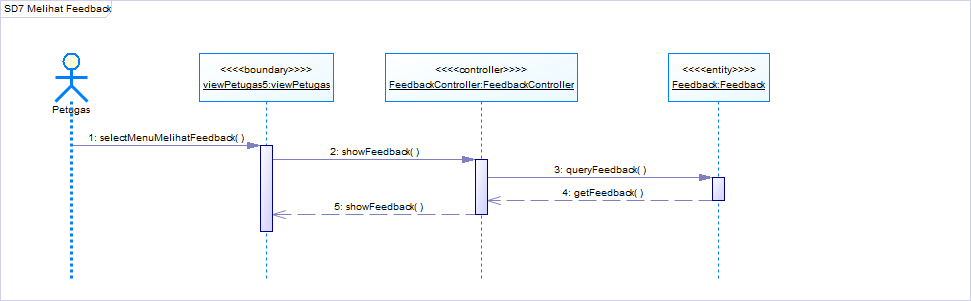 SD7 Melihat Feedback
<<<<boundary>>>>
viewPetugas5:viewPetugas
<<<<controller>>>>
FeedbackController:FeedbackController
<<<<entity>>>>
Feedback:Feedback
Petugas
1: selectMenuMelihatFeedback( )
2: showFeedback( )
3: queryFeedback( )
4: getFeedback( )
5: showFeedback( )